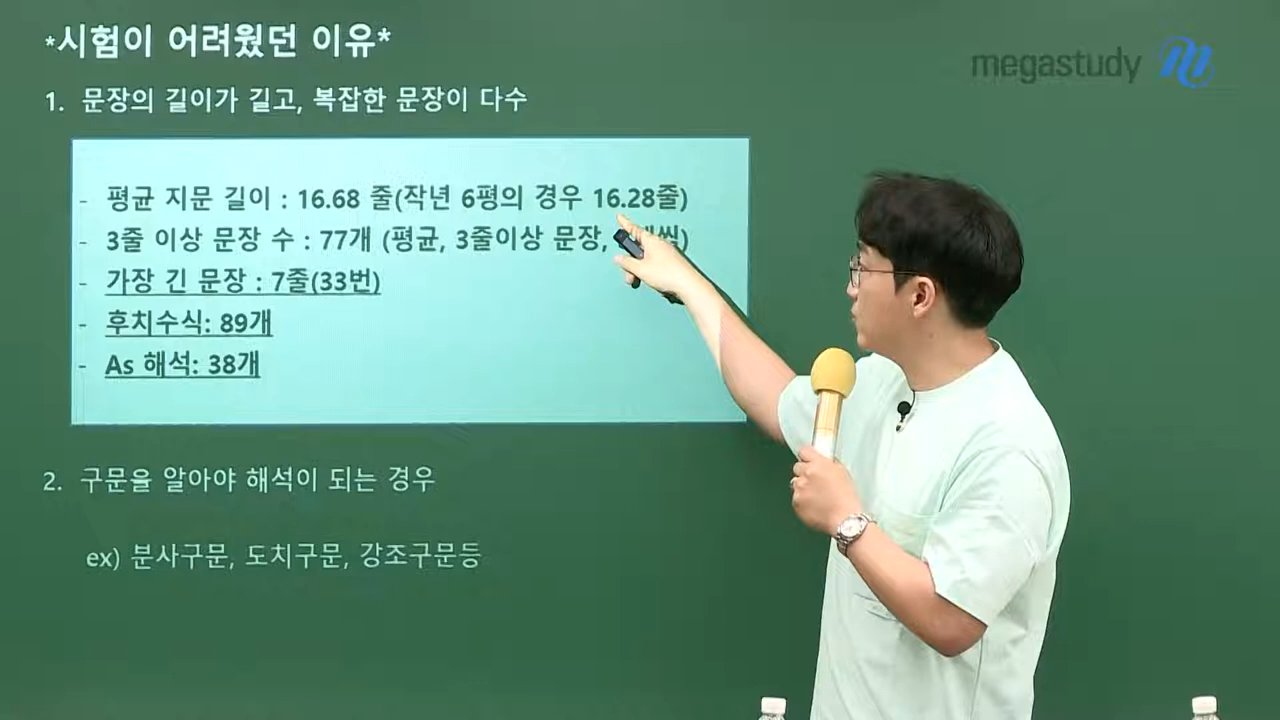 *시험이 어려웠던 이유*
megastudy
1. 문장의 길이가 길고, 복잡한 문장이 다수
- 평균 지문 길이 : 16.68 줄(작년 6평의 경우 16.28줄)
- 3줄 이상 문장 수 : 77개 (평균, 3줄이상 문장,
- 가장 긴 문장 : 7줄(33번)
- 후치수식: 89개
- As 해석: 38개
2. 구문을 알아야 해석이 되는 경우
ex) 분사구문, 도치구문, 강조구문등